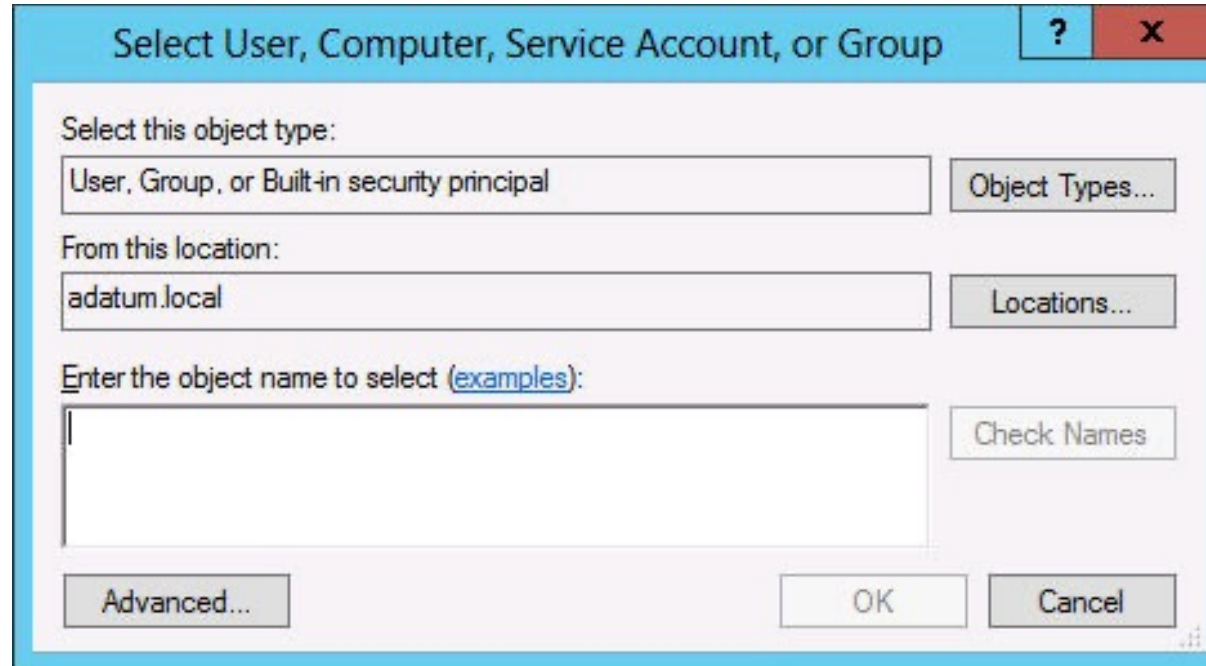 Select User, Computer, Service Account, or Group
?
x
Select this object type:
User, Group, or Built-in security principal
Object Types...
From this location:
adatum.local
Locations...
Enter the object name to select (examples):
Check Names
Advanced...
OK
Cancel